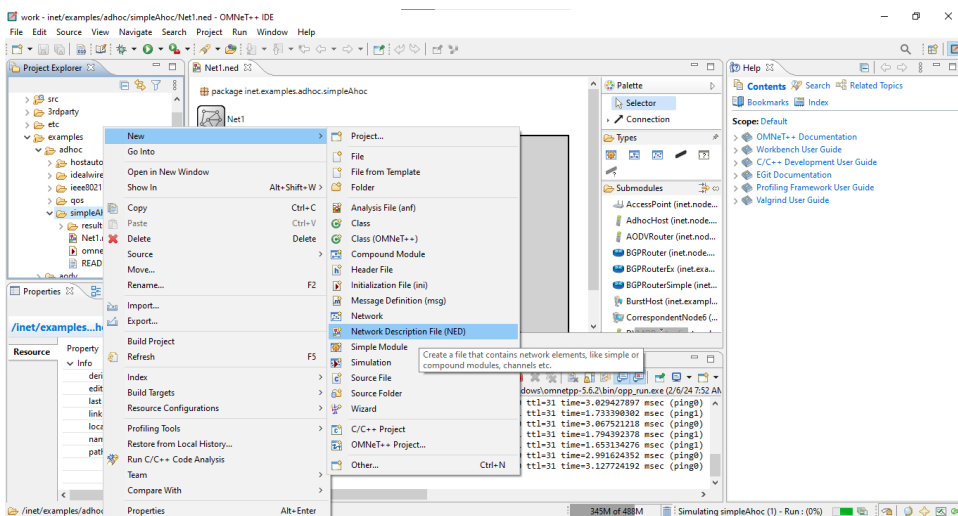 work - inet/examples/adhoc/simpleAhoc/Net1.ned - OMNeT++ IDE
File Edit Source View Navigate Search Project Run Window Help
Project Explorer
src
3rdparty
etc
examples
adhoc
hostauto
idealwire
ieee8021
qos
simpleAh
result
Net1.
omne
READ
andy
Properties
/inet/examples...h
Resource
Property
Info
deri
edit
last
link
loca
nam
path
New
Go Into
Open in New Window
Show In Alt+Shift+W >
Copy Ctrl+C
Paste Ctrl+V
Delete Delete
Source
Move...
Rename... F2
Import...
Export...
Build Project
Refresh F5
Index
Build Targets
Resource Configurations
Profiling Tools
Restore from Local History...
Run C/C++ Code Analysis
Team
Compare With
Properties Alt+Enter
Project...
File
File from Template
Folder
Analysis File (anf)
Class
Class (OMNeT++)
Compound Module
Header File
Initialization File (ini)
Message Definition (msg)
Network
Network Description File (NED)
Simple Module
Simulation
Source File
Source Folder
Wizard
C/C++ Project
OMNeT++ Project...
Other... Ctrl+N
Create a file that contains network elements, like simple or
compound modules, channels etc.
Net1.ned
package inet.examples.adhoc.simpleAhoc
Net1
Palette
Selector
Connection
Types
Submodules
AccessPoint (inet.node....
AdhocHost (inet.node....
AODVRouter (inet.nod...
BGPRouter (inet.node....
BGPRouterEx (inet.exa...
BGPRouterSimple (inet...
BurstHost (inet.exampl...
CorrespondentNode6 (...
dows\omnetpp-5.6.2\bin/opp_run.exe (2/6/24 7:52 AM
ttl=31 time=3.029427897 msec (ping0)
ttl=31 time=1.733390302 msec (ping1)
ttl=31 time=3.067521218 msec (ping0)
ttl=31 time=1.794392378 msec (ping1)
ttl=31 time=1.653134276 msec (ping1)
ttl=31 time=2.991624352 msec (ping0)
ttl=31 time=3.127724192 msec (ping0)
Help
Contents Search Related Topics
Bookmarks Index
Scope: Default
OMNeT++ Documentation
Workbench User Guide
C/C++ Development User Guide
EGit Documentation
Profiling Framework User Guide
Valgrind User Guide
/inet/examples/adhoc
345M of 488M
Simulating simpleAhoc (1) - Run : (0%)